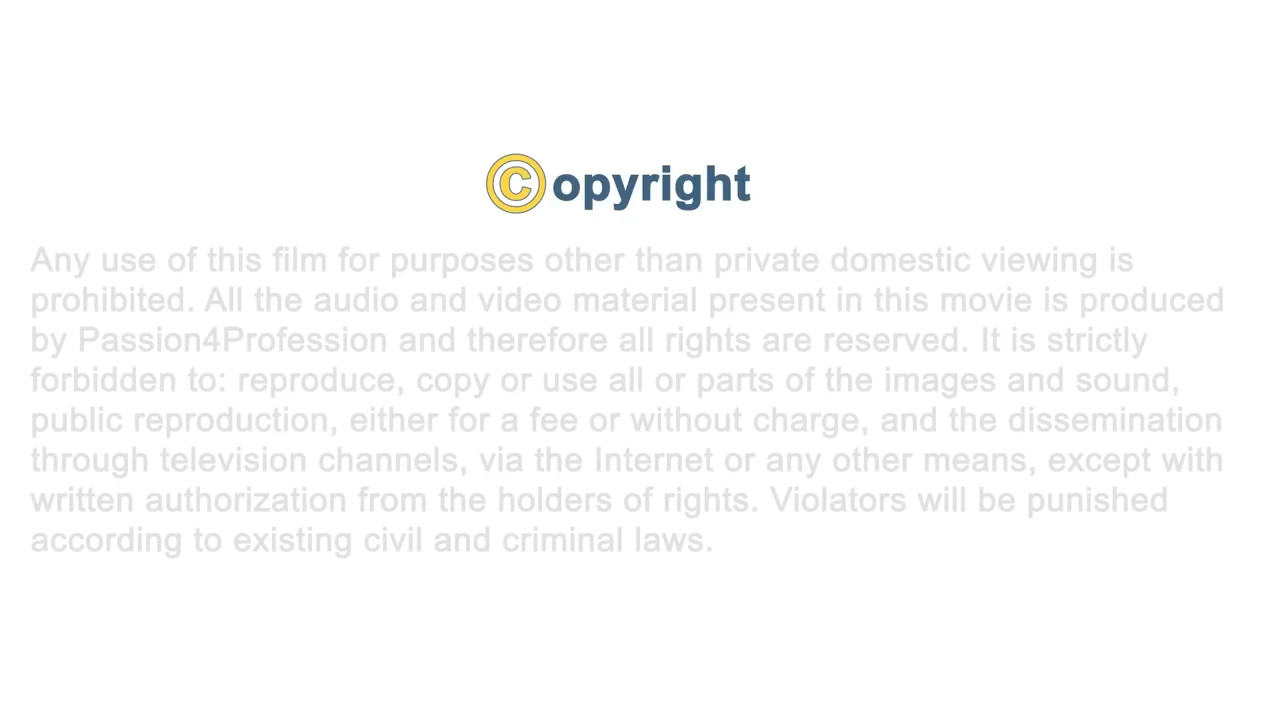 ©opyright
Any use of this film for purposes other than private domestic viewing is
prohibited. All the audio and video material present in this movie is produced
by Passion4Profession and therefore all rights are reserved. It is strictly
forbidden to: reproduce, copy or use all or parts of the images and sound,
public reproduction, either for a fee or without charge, and the dissemination
through television channels, via the Internet or any other means, except with
written authorization from the holders of rights. Violators will be punished
according to existing civil and criminal laws.